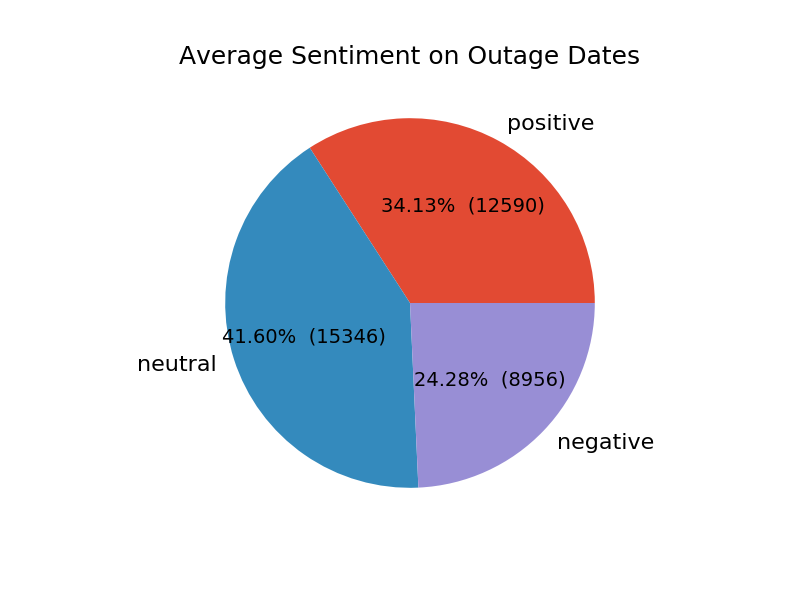 Average Sentiment on Outage Dates
positive
34.13%  (12590)
41.60%  (15346)
neutral
24.28%  (8956)
negative